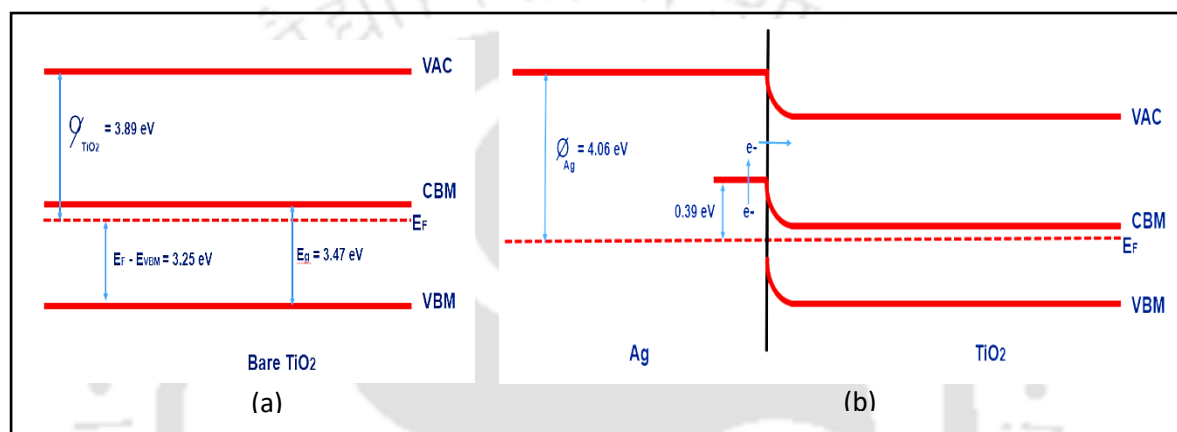 VAC
∅TiO2 = 3.89 eV
CBM
EF
EF - EVBM = 3.25 eV
Eg = 3.47 eV
VBM
Bare TiO2
(a)
VAC
∅Ag = 4.06 eV
e-
0.39 eV
e-
CBM
EF
VBM
Ag
TiO2
(b)